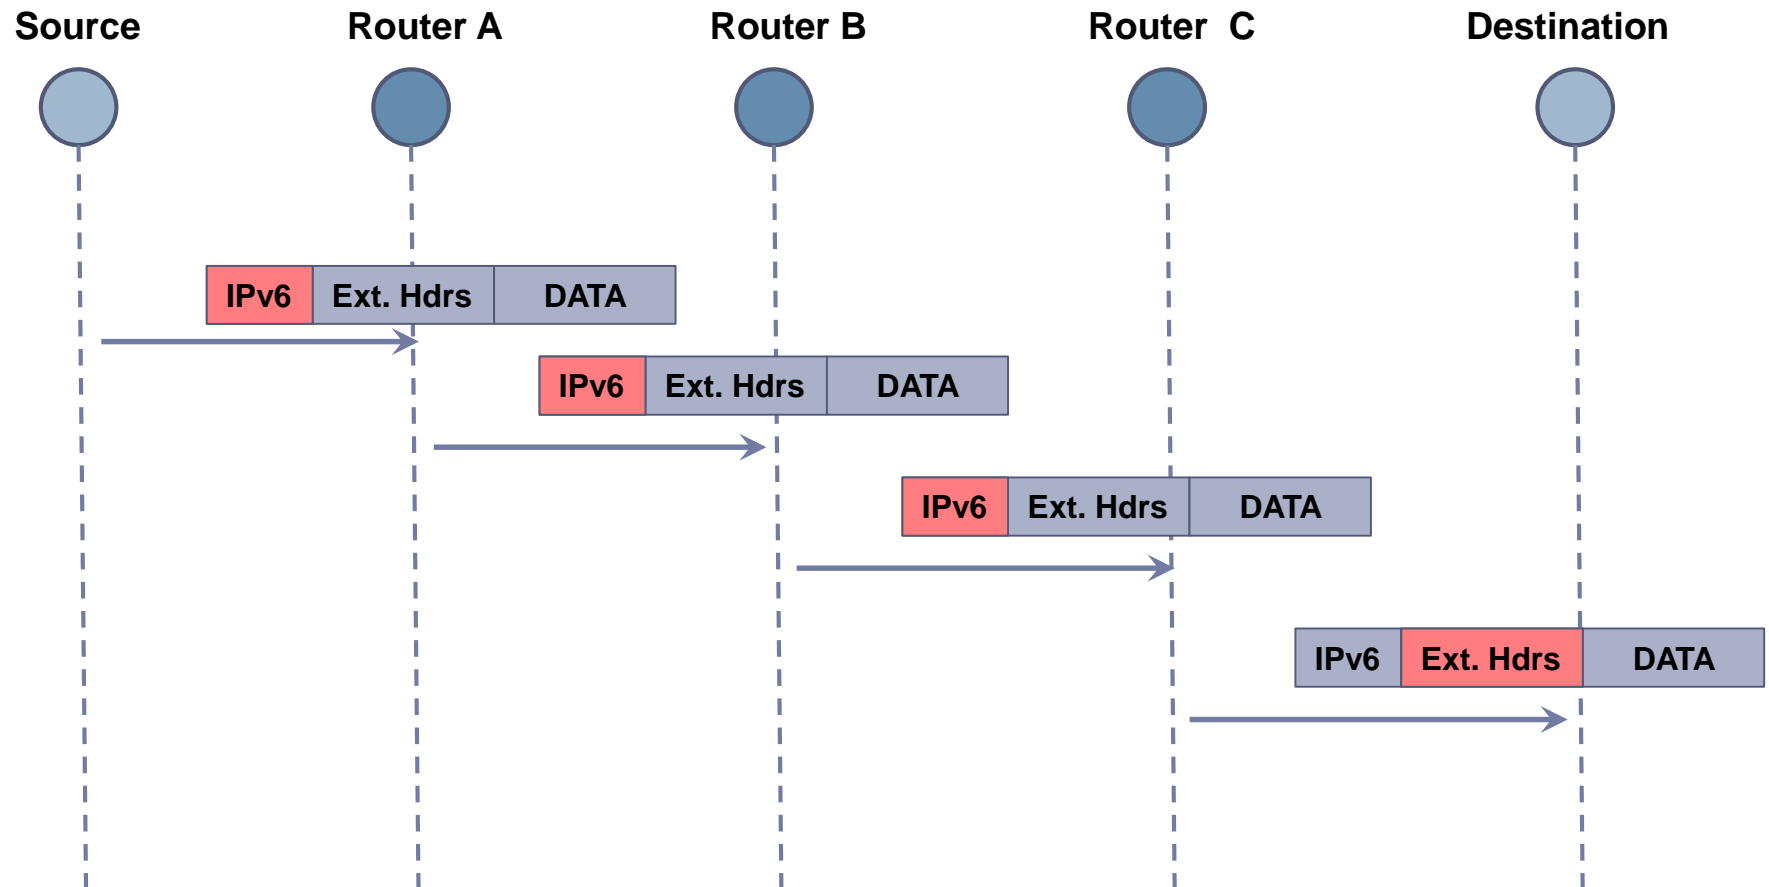 Source Router A Router B Router C Destination
IPv6 Ext. Hdrs DATA
IPv6 Ext. Hdrs DATA
IPv6 Ext. Hdrs DATA
IPv6 Ext. Hdrs DATA